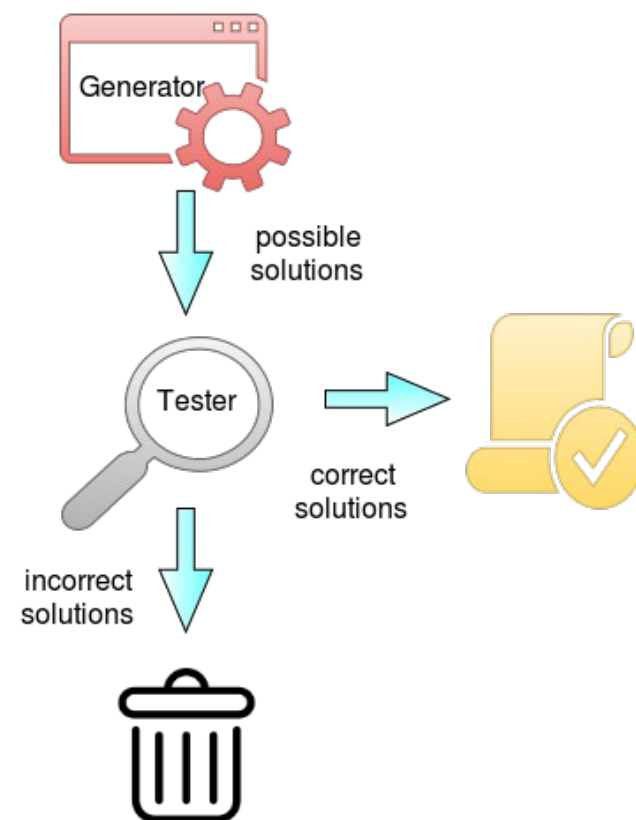 Generator
possible
solutions
Tester
correct
solutions
incorrect
solutions